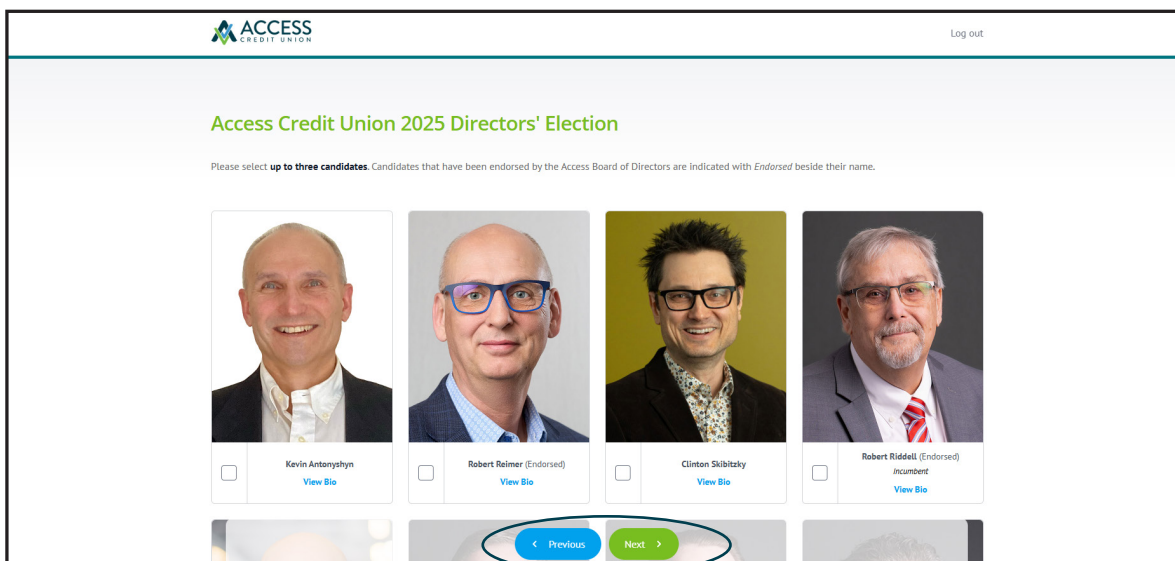 ACCESS
CREDIT UNION
Log out
Access Credit Union 2025 Directors' Election
Please select up to three candidates. Candidates that have been endorsed by the Access Board of Directors are indicated with Endorsed beside their name.
Kevin Antonyshyn
View Bio
Robert Reimer (Endorsed)
View Bio
Clinton Skibitzky
View Bio
Robert Riddell (Endorsed)
Incumbent
View Bio
Previous
Next